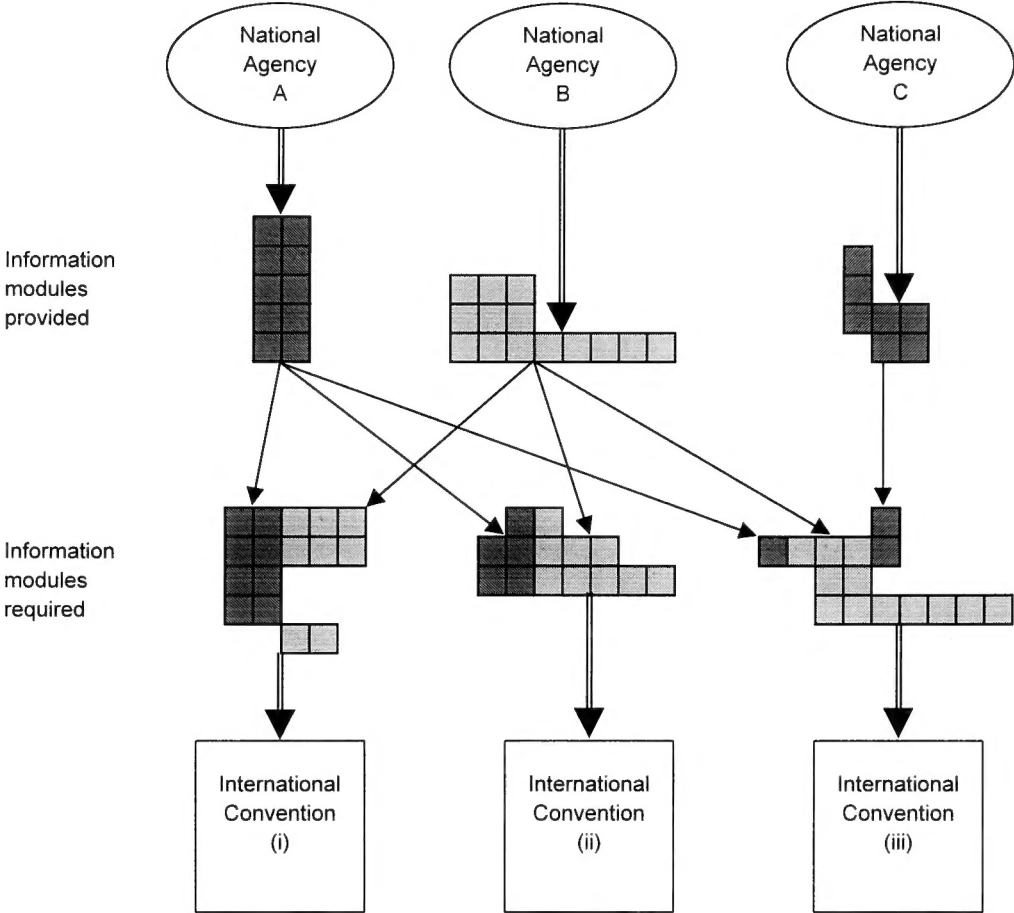 National
Agency
A
National
Agency
B
National
Agency
C
Information
modules
provided
Information
modules
required
International
Convention
(i)
International
Convention
(ii)
International
Convention
(iii)